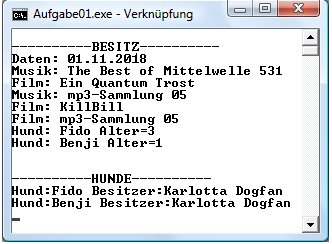 Aufgabe01.exe - Verknüpfung
----------BESITZ----------
Daten: 01.11.2018
Musik: The Best of Mittelwelle 531
Film: Ein Quantum Trost
Musik: mp3-Sammlung 05
Film: KillBill
Film: mp3-Sammlung 05
Hund: Fido Alter=3
Hund: Benji Alter=1
----------HUNDE----------
Hund:Fido Besitzer:Karlotta Dogfan
Hund:Benji Besitzer:Karlotta Dogfan